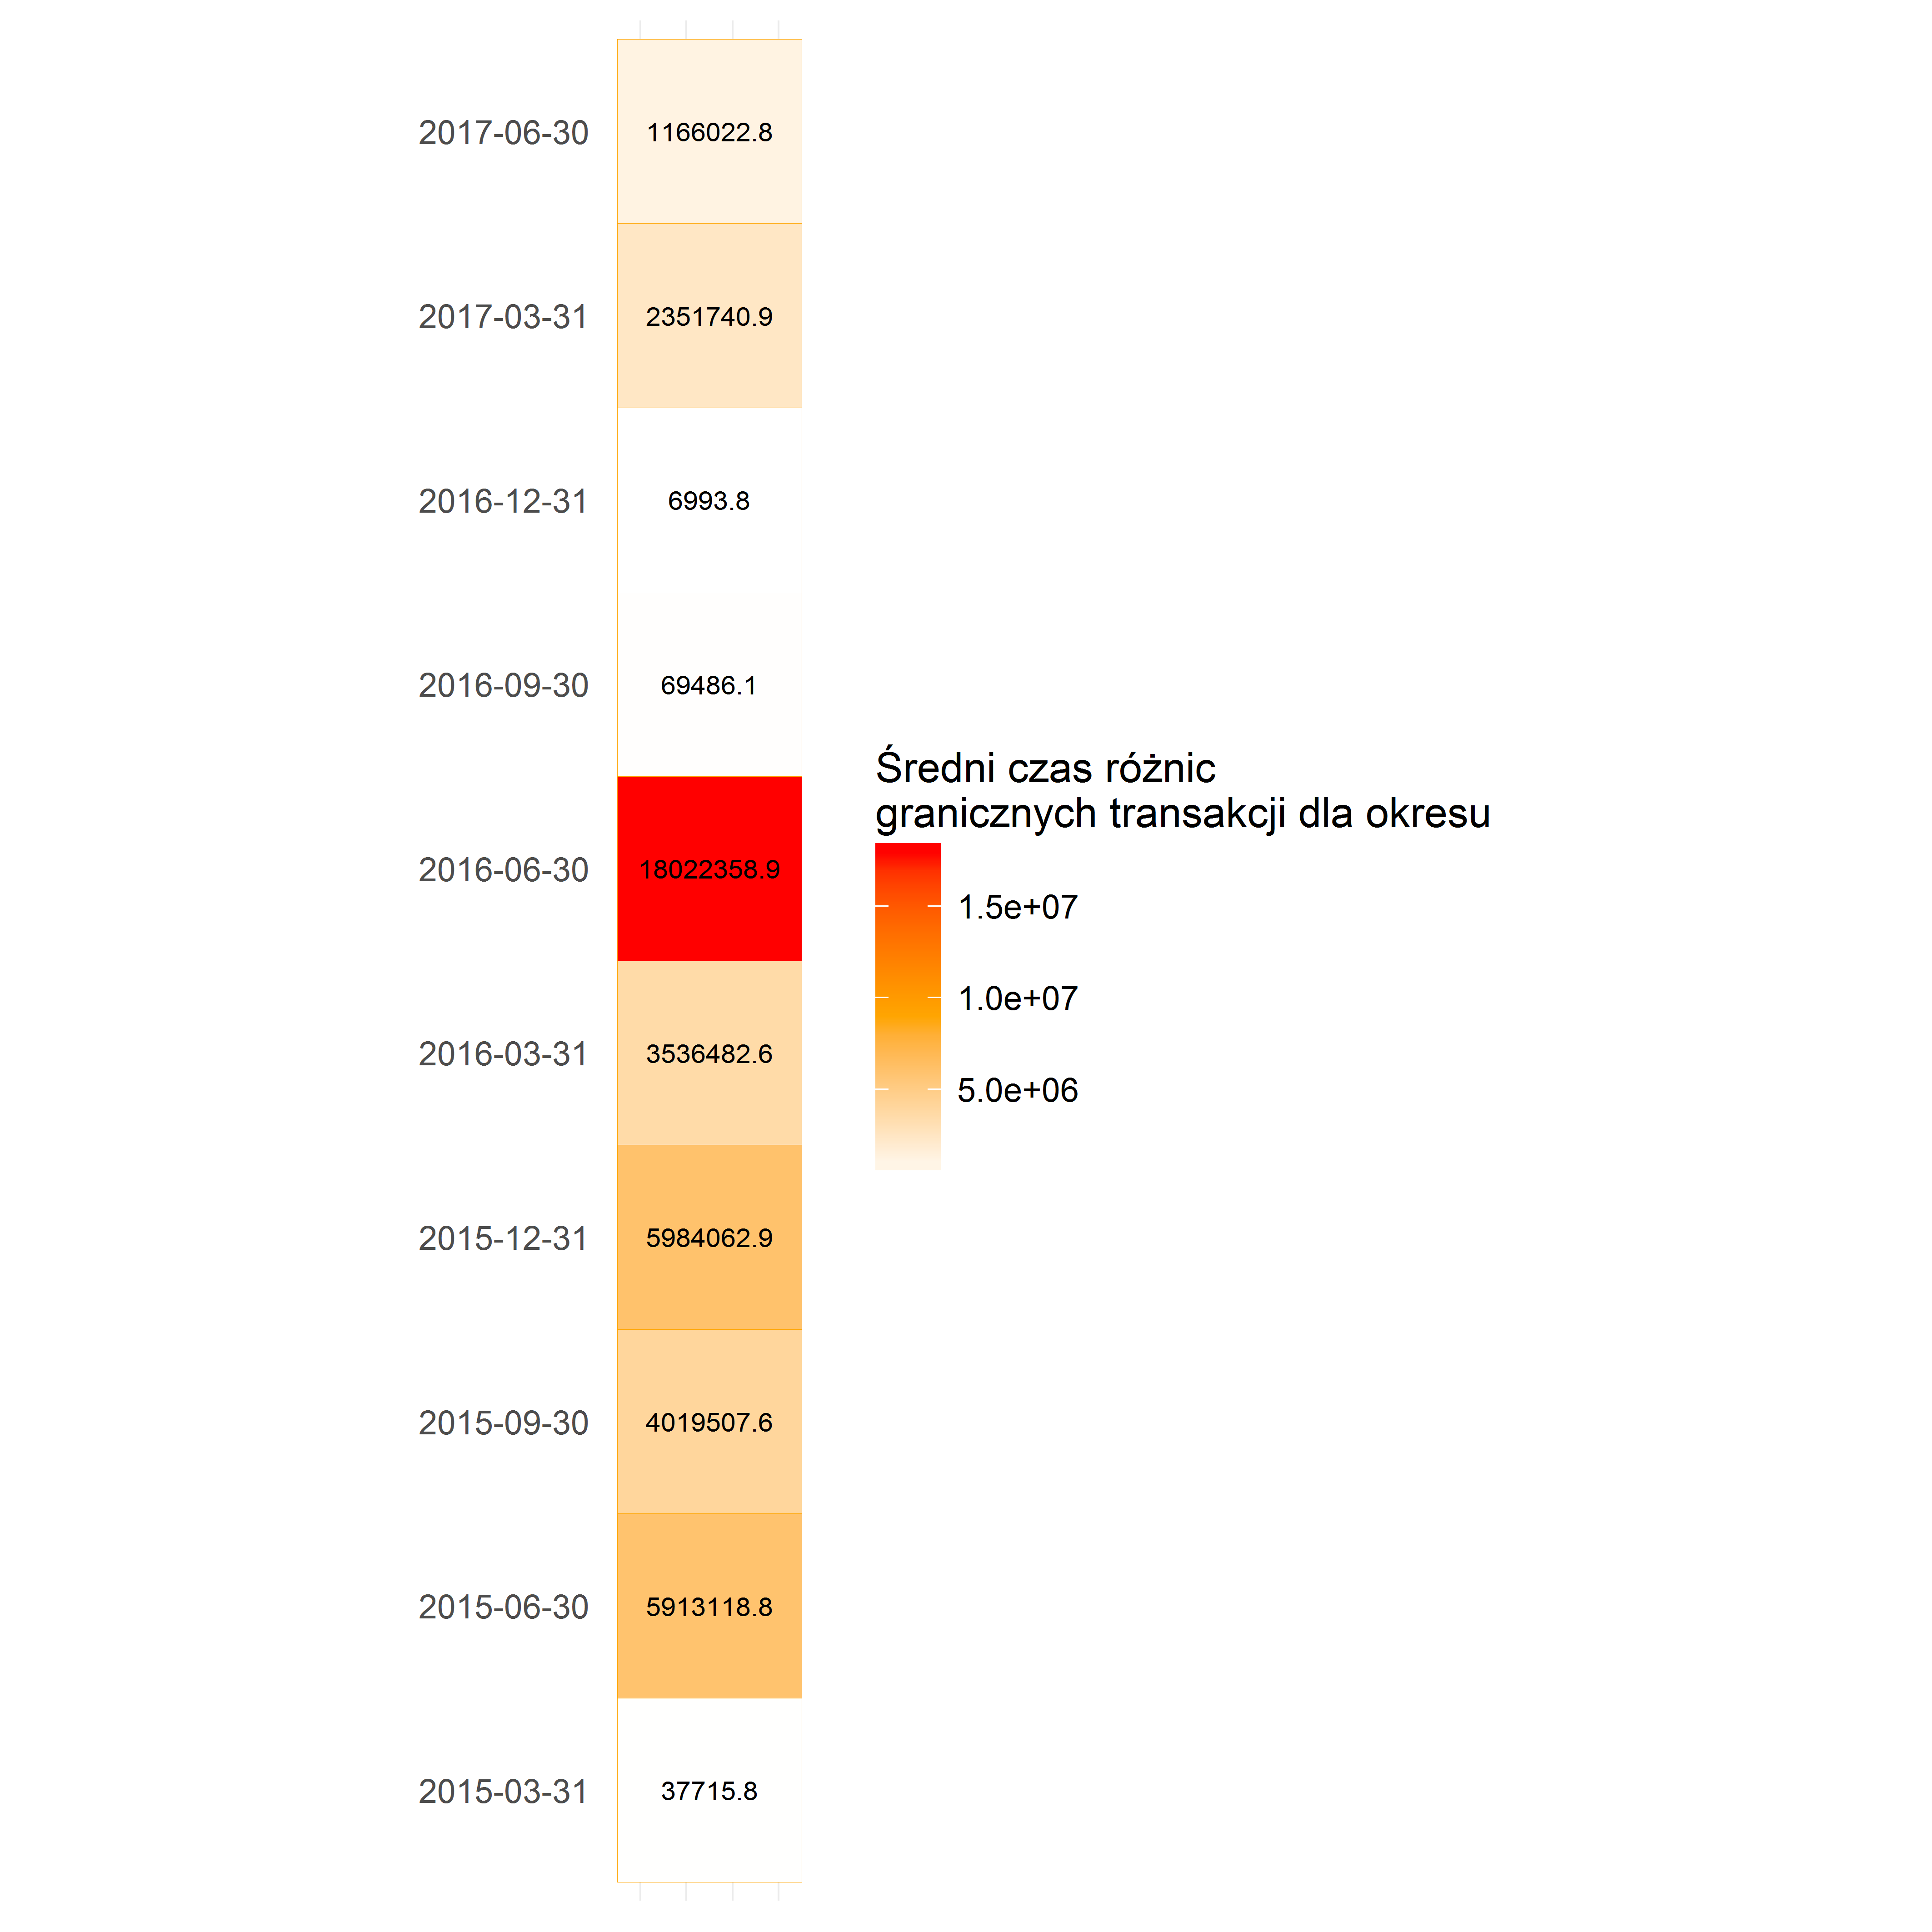 2017-06-30 1166022.8
2017-03-31 2351740.9
2016-12-31 6993.8
2016-09-30 69486.1
2016-06-30 18022358.9
2016-03-31 3536482.6
2015-12-31 5984062.9
2015-09-30 4019507.6
2015-06-30 5913118.8
2015-03-31 37715.8
Średni czas różnic
granicznych transakcji dla okresu
1.5e+07
1.0e+07
5.0e+06